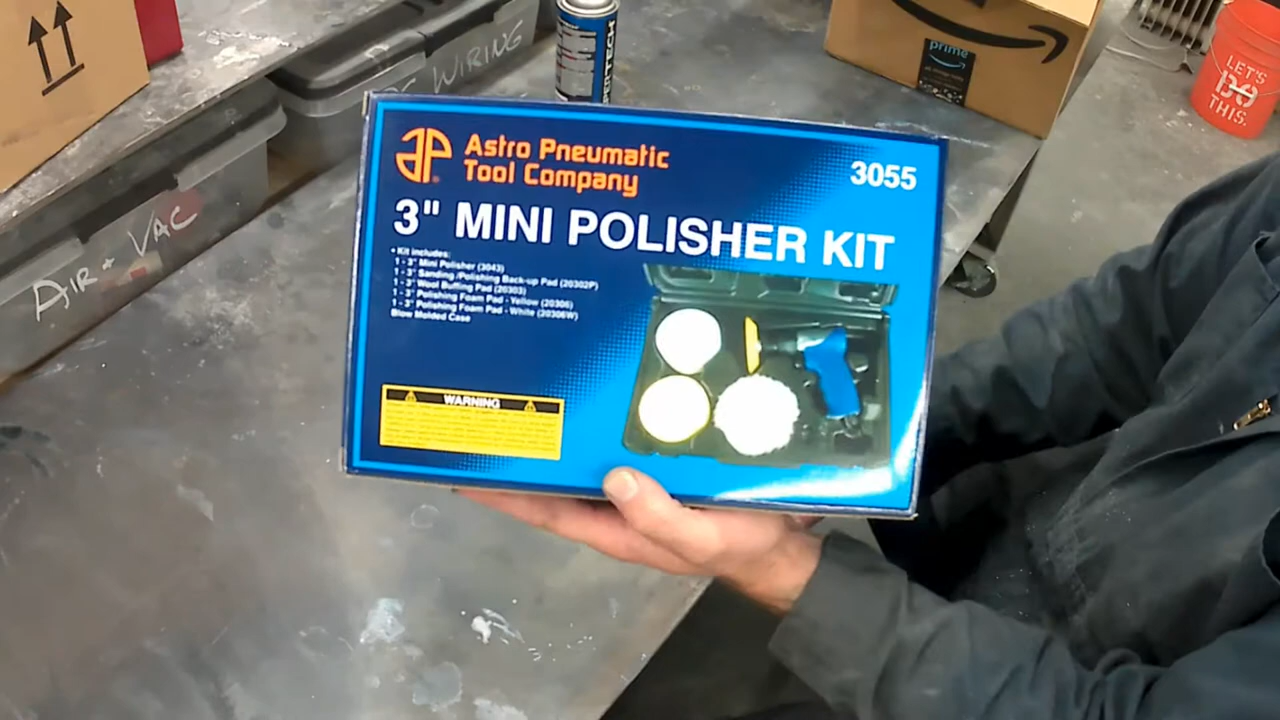 WIRING
prime
LET'S
DO
THIS.
AIR + VAC
AP
Astro Pneumatic
Tool Company
3055
3" MINI POLISHER KIT
• Kit includes:
1 - 3" Mini Polisher (3043)
1 - 3" Sanding /Polishing Back-up Pad (20302P)
1 - 3" Wool Buffing Pad (20303)
1 - 3" Polishing Foam Pad - Yellow (20306)
1 - 3" Polishing Foam Pad - White (20306W)
Blow Molded Case
WARNING